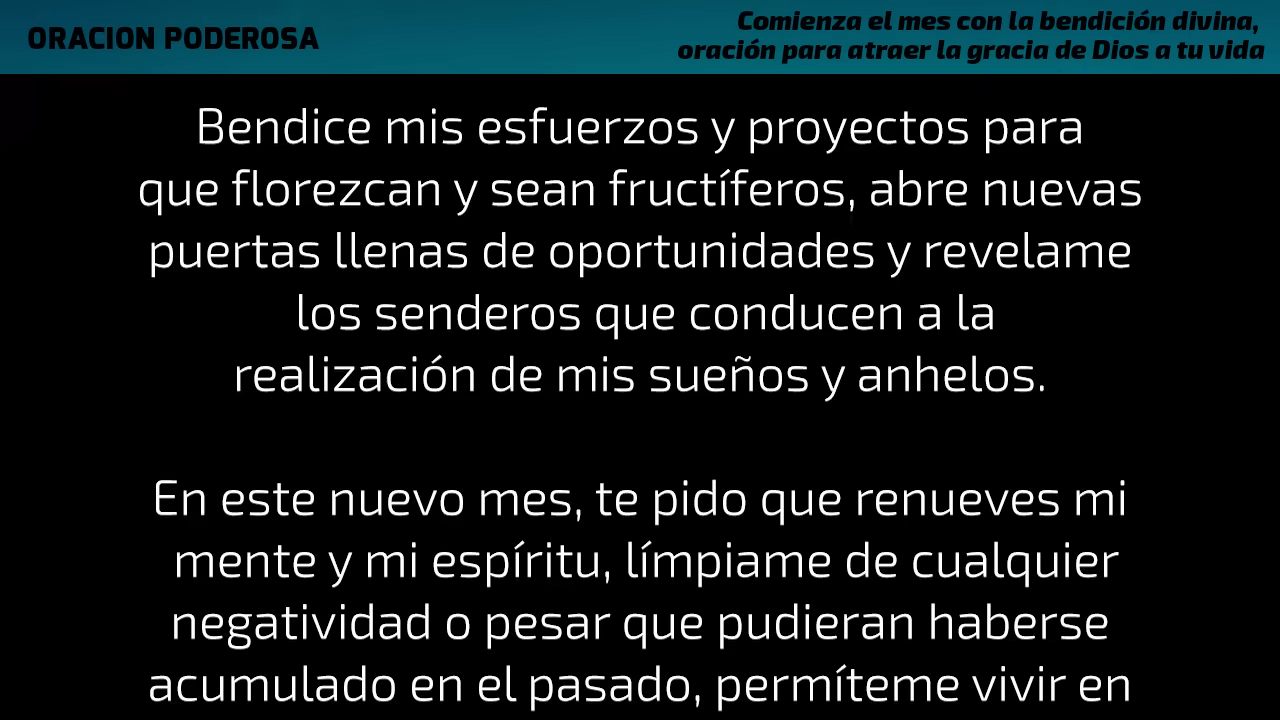 ORACION PODEROSA
Comienza el mes con la bendición divina,
oración para atraer la gracia de Dios a tu vida
Bendice mis esfuerzos y proyectos para
que florezcan y sean fructíferos, abre nuevas
puertas llenas de oportunidades y revelame
los senderos que conducen a la
realización de mis sueños y anhelos.
En este nuevo mes, te pido que renueves mi
mente y mi espíritu, límpiame de cualquier
negatividad o pesar que pudieran haberse
acumulado en el pasado, permíteme vivir en